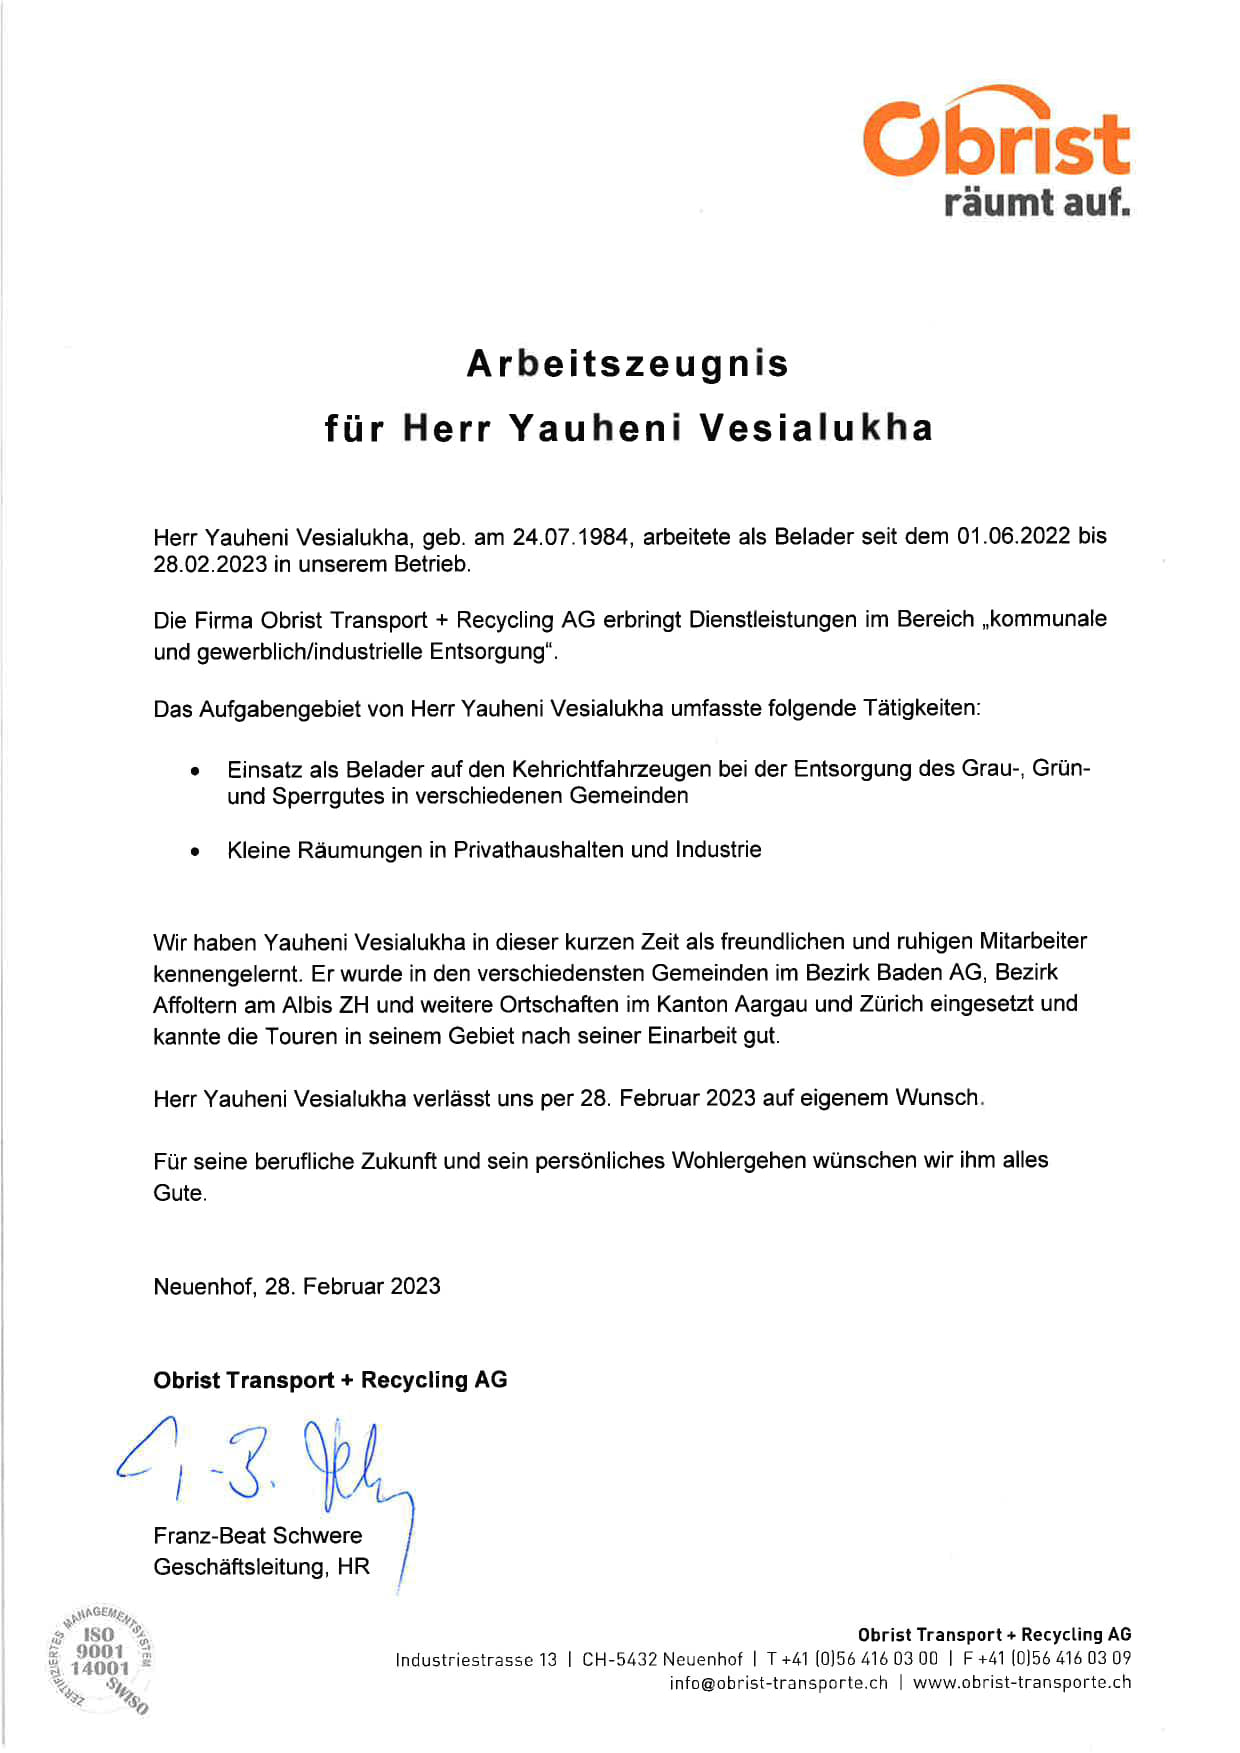 Obrist
räumt auf.
Arbeitszeugnis
für Herr Yauheni Vesialukha
Herr Yauheni Vesialukha, geb. am 24.07.1984, arbeitete als Belader seit dem 01.06.2022 bis
28.02.2023 in unserem Betrieb.
Die Firma Obrist Transport + Recycling AG erbringt Dienstleistungen im Bereich „kommunale
und gewerblich/industrielle Entsorgung“.
Das Aufgabengebiet von Herr Yauheni Vesialukha umfasste folgende Tätigkeiten:
• Einsatz als Belader auf den Kehrichtfahrzeugen bei der Entsorgung des Grau-, Grün-
und Sperrgutes in verschiedenen Gemeinden
• Kleine Räumungen in Privathaushalten und Industrie
Wir haben Yauheni Vesialukha in dieser kurzen Zeit als freundlichen und ruhigen Mitarbeiter
kennengelernt. Er wurde in den verschiedensten Gemeinden im Bezirk Baden AG, Bezirk
Affoltern am Albis ZH und weitere Ortschaften im Kanton Aargau und Zürich eingesetzt und
kannte die Touren in seinem Gebiet nach seiner Einarbeit gut.
Herr Yauheni Vesialukha verlässt uns per 28. Februar 2023 auf eigenem Wunsch.
Für seine berufliche Zukunft und sein persönliches Wohlergehen wünschen wir ihm alles
Gute.
Neuenhof, 28. Februar 2023
Obrist Transport + Recycling AG
Franz-Beat Schwere
Geschäftsleitung, HR
ZERTIFIZIERTES MANAGEMENTSYSTEM
ISO
9001
14001
SWISO
Obrist Transport + Recycling AG
Industriestrasse 13 | CH-5432 Neuenhof | T +41 (0)56 416 03 00 | F +41 (0)56 416 03 09
info@obrist-transporte.ch | www.obrist-transporte.ch